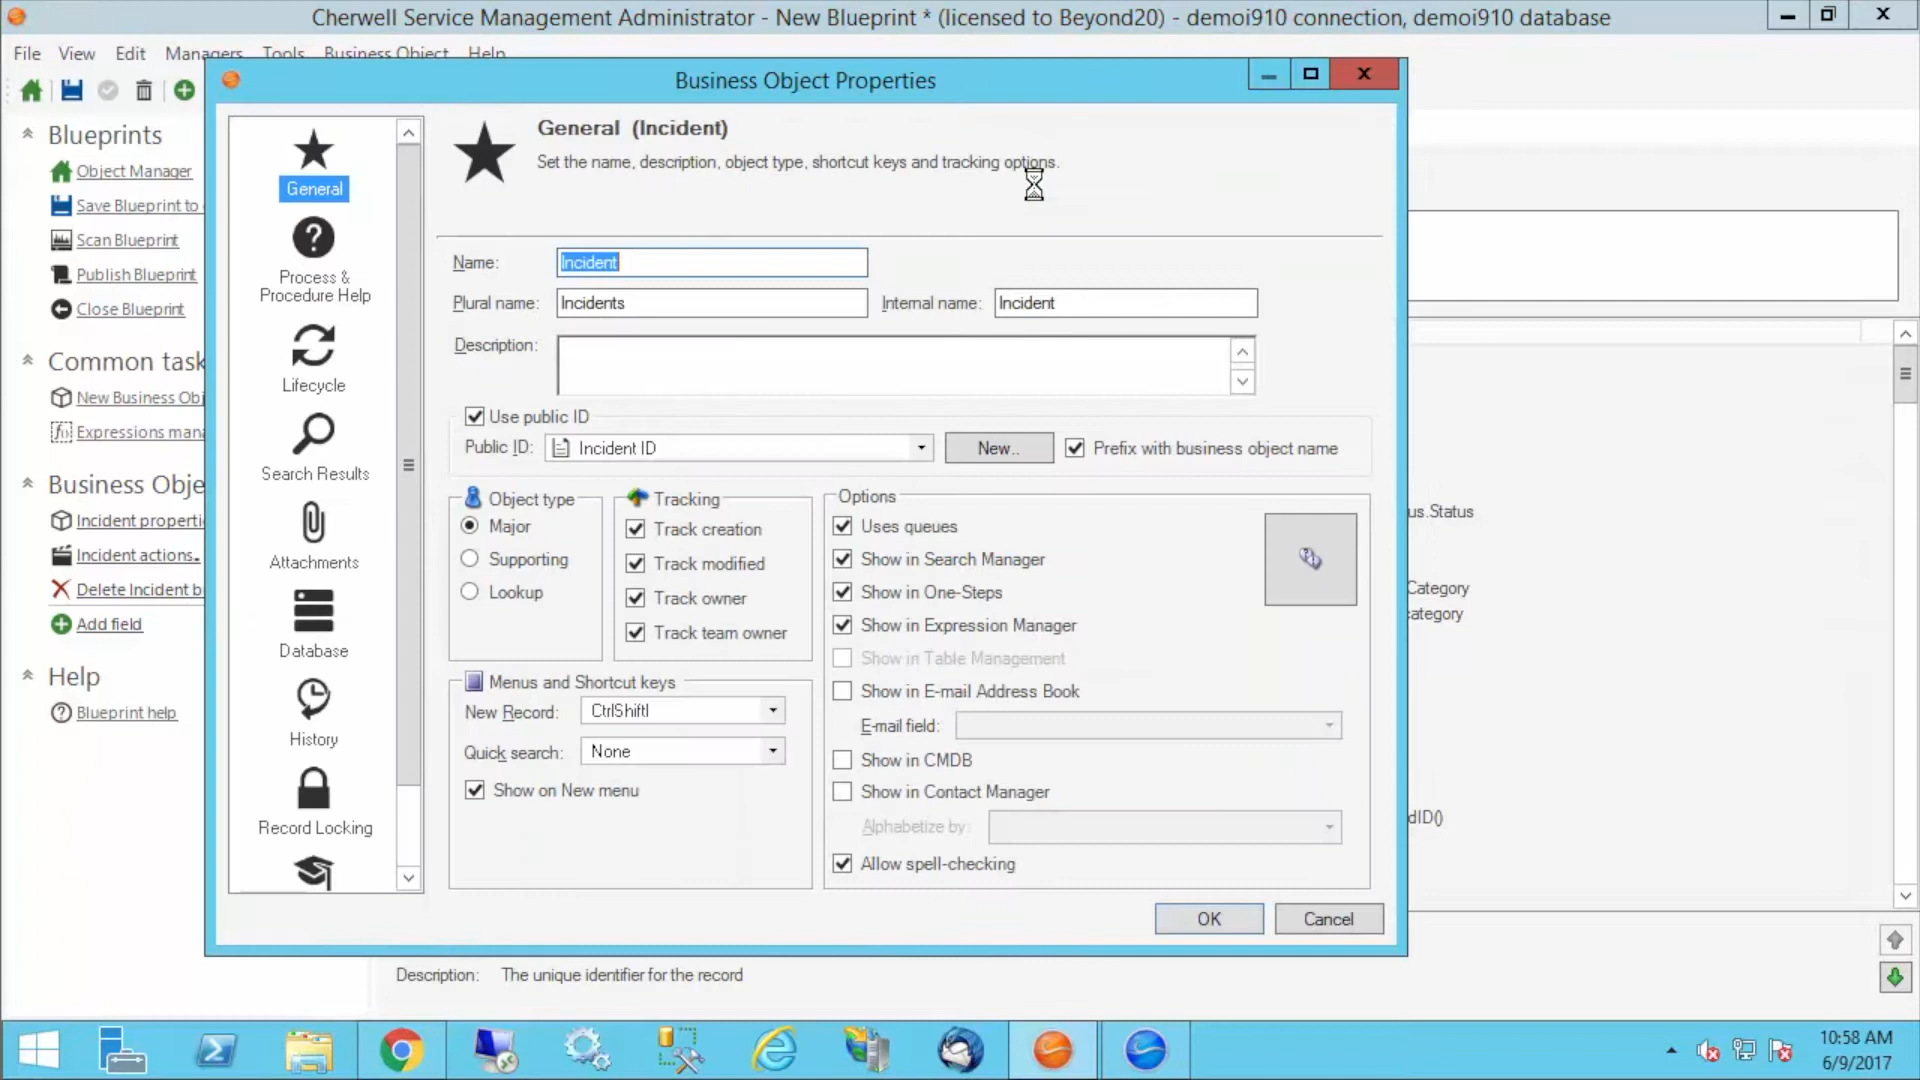 Cherwell Service Management Administrator - New Blueprint * (licensed to Beyond20) - demoi910 connection, demoi910 database
File View Edit Managers Tools Business Object Help
Business Object Properties
Blueprints
Object Manager
Save Blueprint to
Scan Blueprint
Publish Blueprint
Close Blueprint
Common task
New Business Obj
Expressions mana
Business Obje
Incident properti
Incident actions.
Delete Incident b
Add field
Help
Blueprint help
General
Process &
Procedure Help
Lifecycle
Search Results
Attachments
Database
History
Record Locking
General (Incident)
Set the name, description, object type, shortcut keys and tracking options.
Name: Incident
Plural name: Incidents Internal name: Incident
Description:
Use public ID
Public ID: Incident ID New.. Prefix with business object name
Object type
Major
Supporting
Lookup
Tracking
Track creation
Track modified
Track owner
Track team owner
Menus and Shortcut keys
New Record: CtrlShiftI
Quick search: None
Show on New menu
Options
Uses queues
Show in Search Manager
Show in One-Steps
Show in Expression Manager
Show in Table Management
Show in E-mail Address Book
E-mail field:
Show in CMDB
Show in Contact Manager
Alphabetize by:
Allow spell-checking
OK Cancel
us.Status
Category
category
dID()
Description: The unique identifier for the record
10:58 AM
6/9/2017